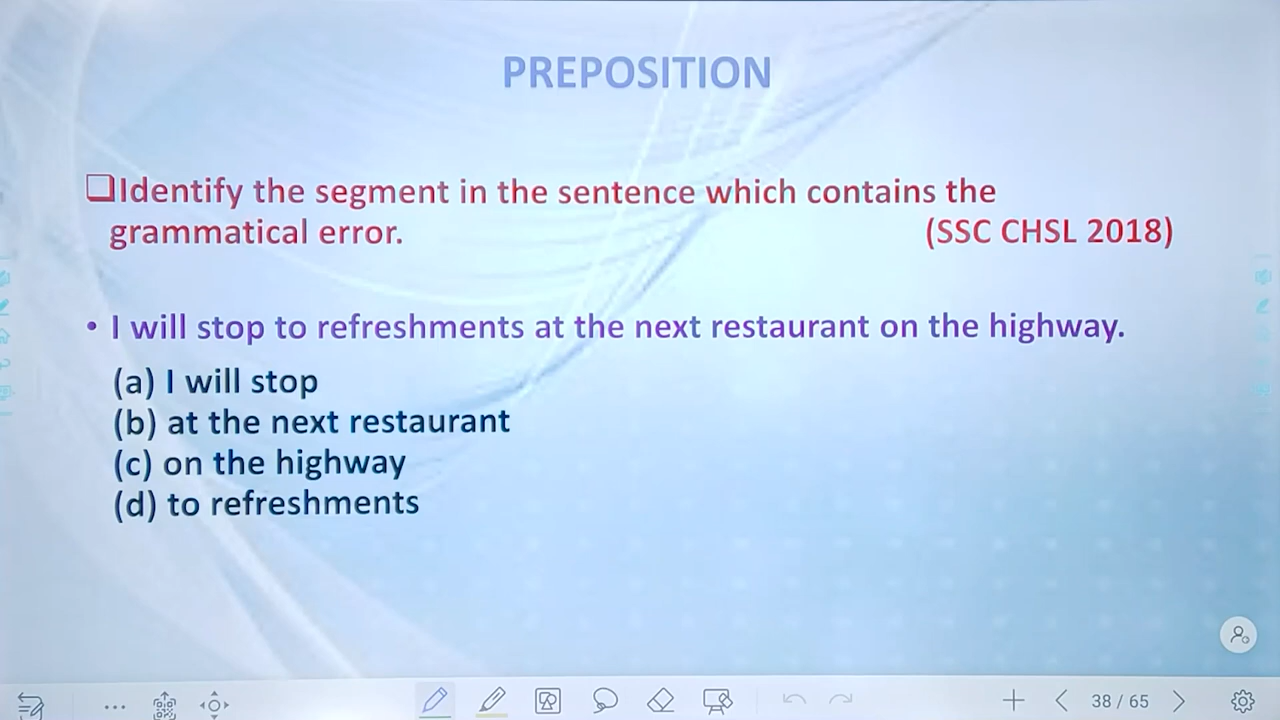 PREPOSITION
❑Identify the segment in the sentence which contains the
grammatical error. (SSC CHSL 2018)
• I will stop to refreshments at the next restaurant on the highway.
(a) I will stop
(b) at the next restaurant
(c) on the highway
(d) to refreshments
38 / 65